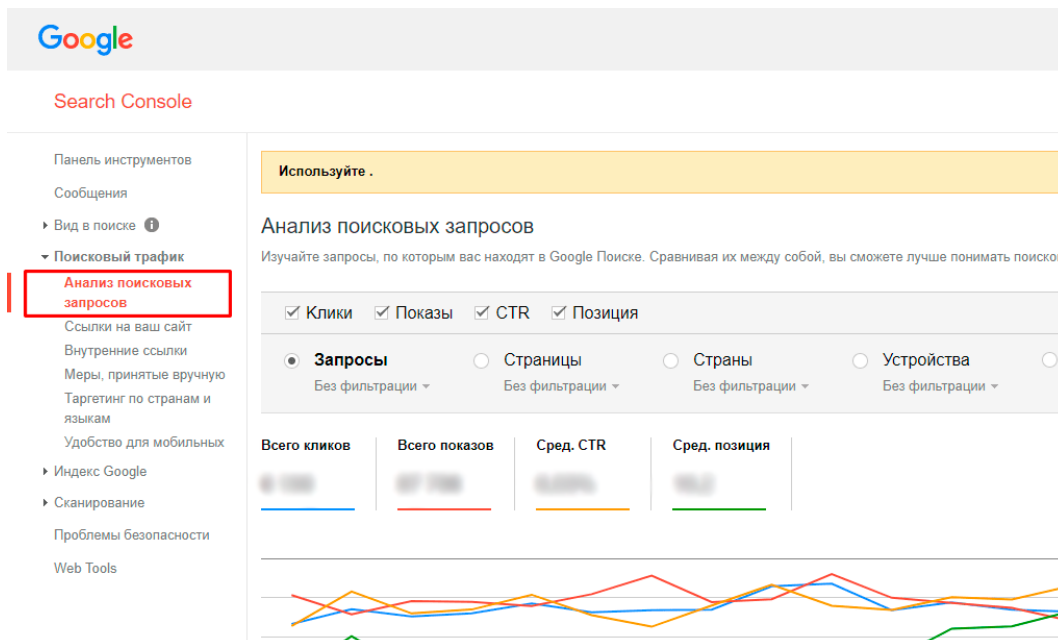 Google
Search Console
Панель инструментов
Сообщения
Вид в поиске
Поисковый трафик
Анализ поисковых
запросов
Ссылки на ваш сайт
Внутренние ссылки
Меры, принятые вручную
Таргетинг по странам и
языкам
Удобство для мобильных
Индекс Google
Сканирование
Проблемы безопасности
Web Tools
Используйте .
Анализ поисковых запросов
Изучайте запросы, по которым вас находят в Google Поиске. Сравнивая их между собой, вы сможете лучше понимать
Клики Показы CTR Позиция
Запросы Страницы Страны Устройства
Без фильтрации Без фильтрации Без фильтрации Без фильтрации
Всего кликов Всего показов Сред. CTR Сред. позиция